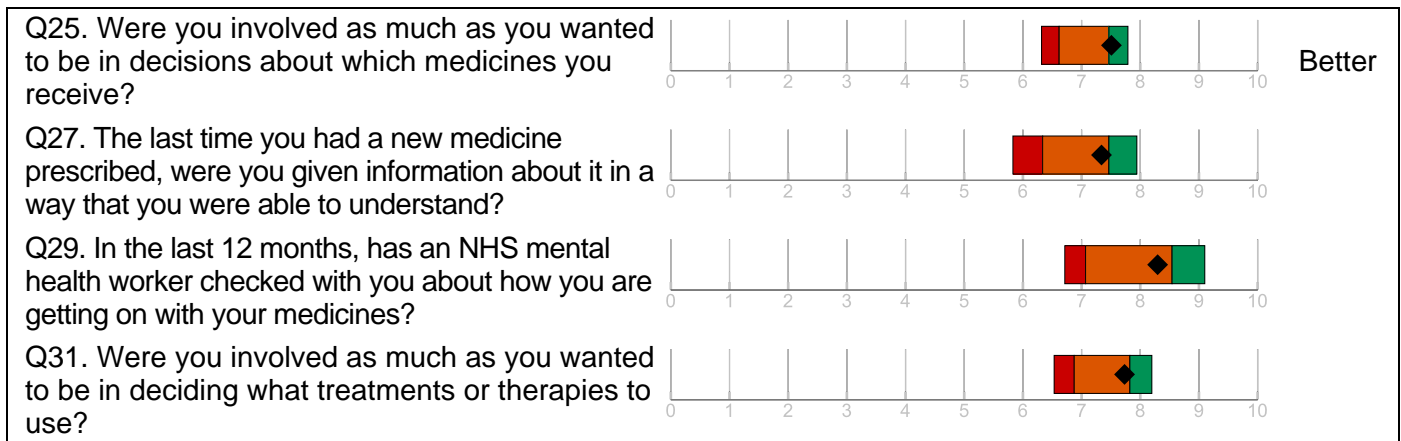 Q25. Were you involved as much as you wanted
to be in decisions about which medicines you
receive?
0 1 2 3 4 5 6 7 8 9 10
Better
Q27. The last time you had a new medicine
prescribed, were you given information about it in a
way that you were able to understand?
0 1 2 3 4 5 6 7 8 9 10
Q29. In the last 12 months, has an NHS mental
health worker checked with you about how you are
getting on with your medicines?
0 1 2 3 4 5 6 7 8 9 10
Q31. Were you involved as much as you wanted
to be in deciding what treatments or therapies to
use?
0 1 2 3 4 5 6 7 8 9 10